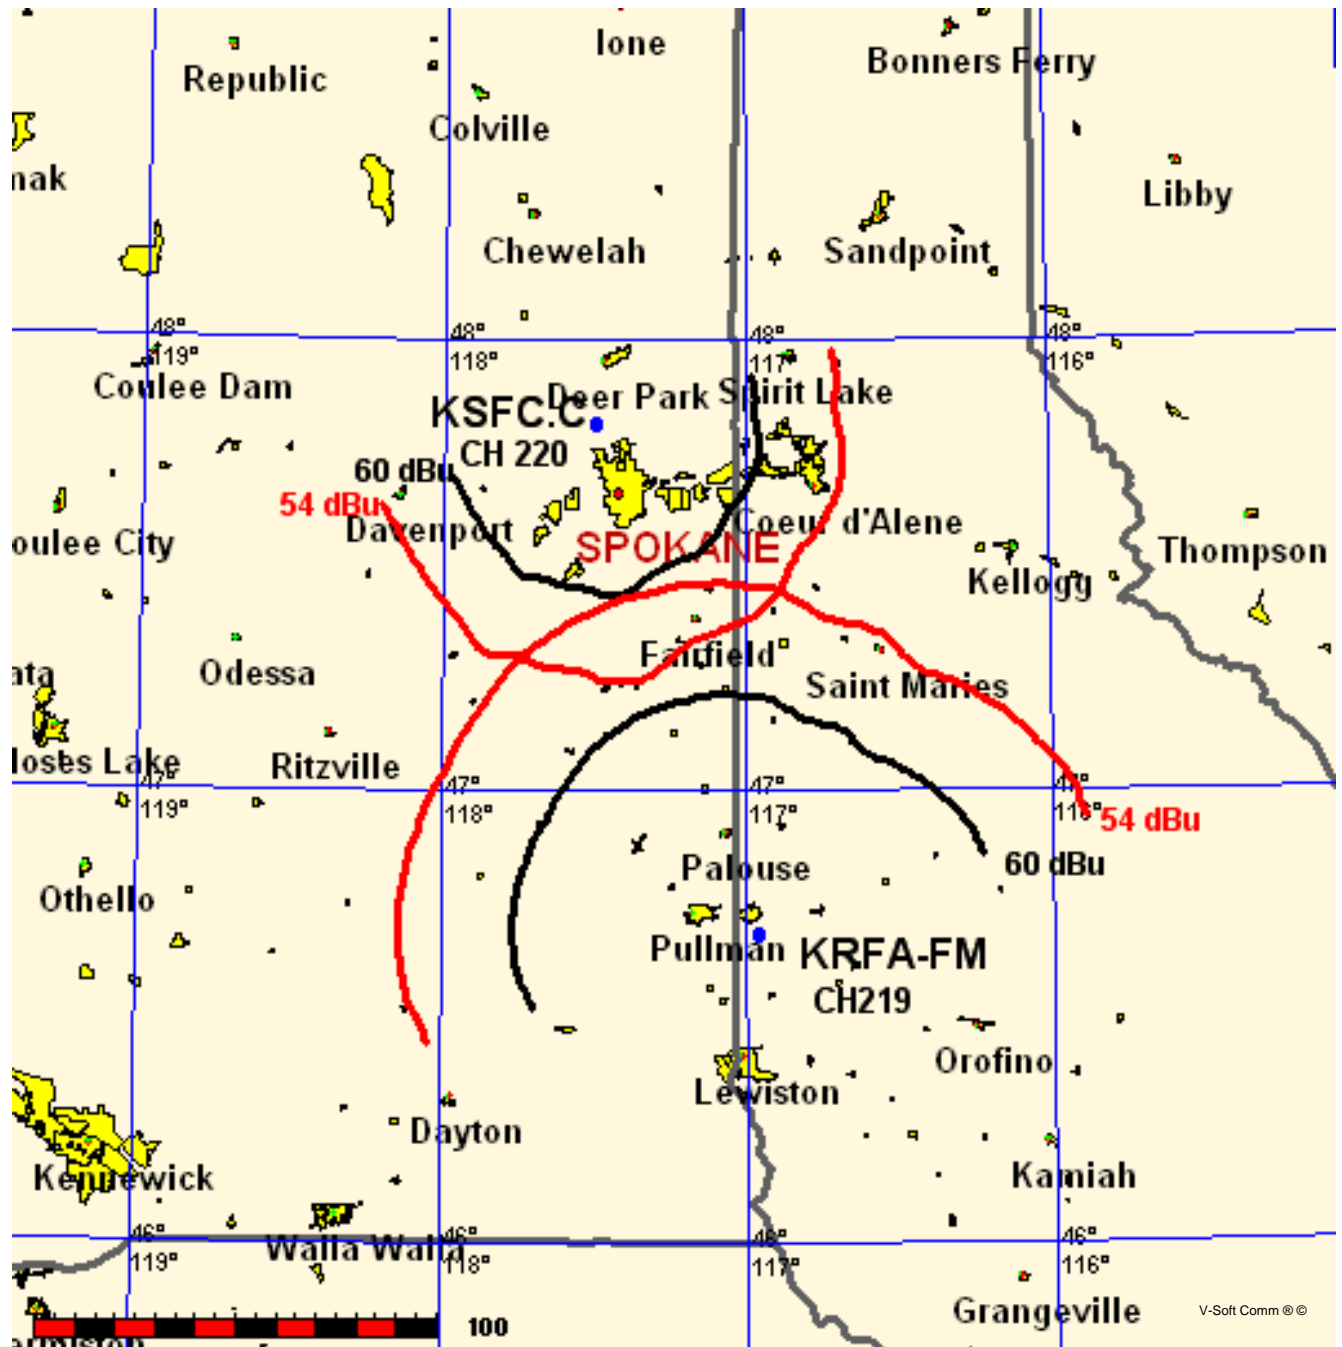 Ione
Bonners Ferry
Republic
Colville
mak
Libby
Chewelah
Sandpoint
48°
119°
48°
118°
48°
117°
48°
116°
Coulee Dam
Deer Park
Spirit Lake
KSFC.C
CH 220
60 dBu
54 dBu
Davenport
Coeur d'Alene
oulee City
SPOKANE
Thompson
Kellogg
Fairfield
Odessa
ata
Saint Maries
loses Lake
Ritzville
47°
119°
47°
118°
47°
117°
47°
116°
54 dBu
60 dBu
Palouse
Othello
Pullman
KRFA-FM
CH219
Orofino
Lewiston
Dayton
Kennewick
Kamiah
46°
119°
46°
118°
46°
117°
46°
116°
Walla Walla
Grangeville
V-Soft Comm ® ©
100
ermiston